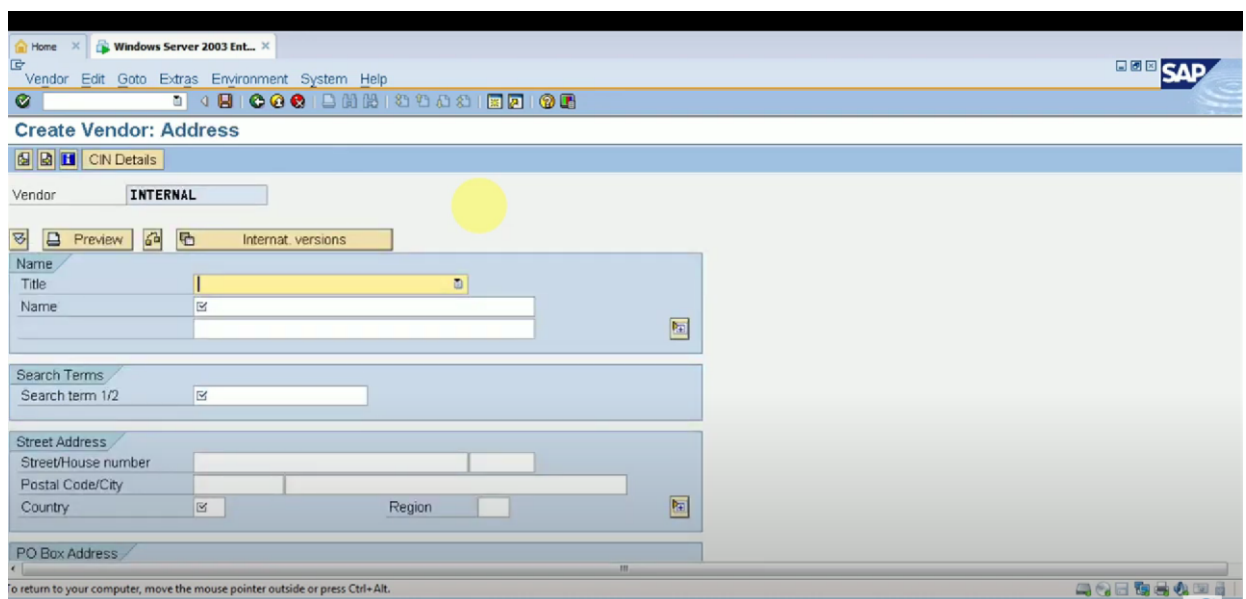 Home
Windows Server 2003 Ent...
Vendor Edit Goto Extras Environment System Help
SAP
Create Vendor: Address
CIN Details
Vendor INTERNAL
Preview Internat. versions
Name
Title
Name
Search Terms
Search term 1/2
Street Address
Street/House number
Postal Code/City
Country Region
PO Box Address
To return to your computer, move the mouse pointer outside or press Ctrl+Alt.